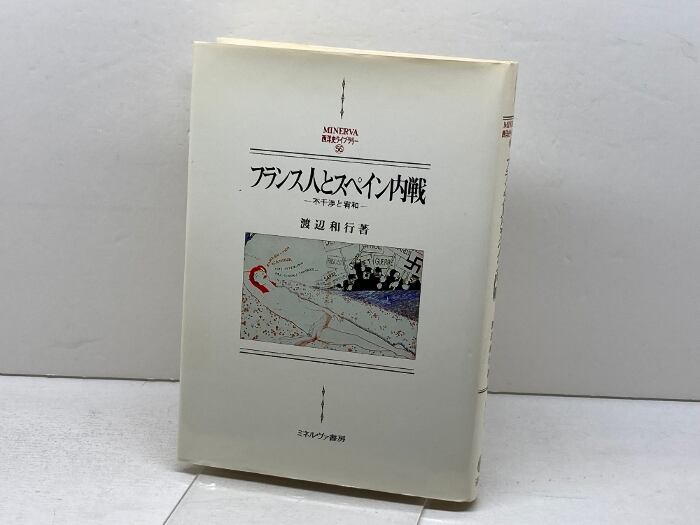 MINERVA
西洋史ライブラリー
56
フランス人とスペイン内戦
—不干渉と宥和—
渡辺和行著
ミネルヴァ書房